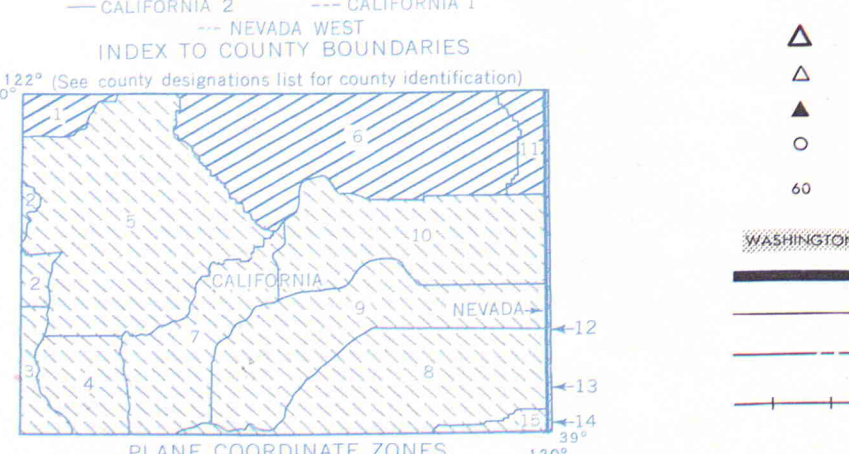 CALIFORNIA 2 --- CALIFORNIA 1
--- NEVADA WEST
INDEX TO COUNTY BOUNDARIES
122° (See county designations list for county identification)
0°
1
6
11
2
5
10
2
CALIFORNIA
9
NEVADA
7
12
3
4
8
13
15
14
39°
PLANE COORDINATE ZONES
120°
60
WASHINGTON